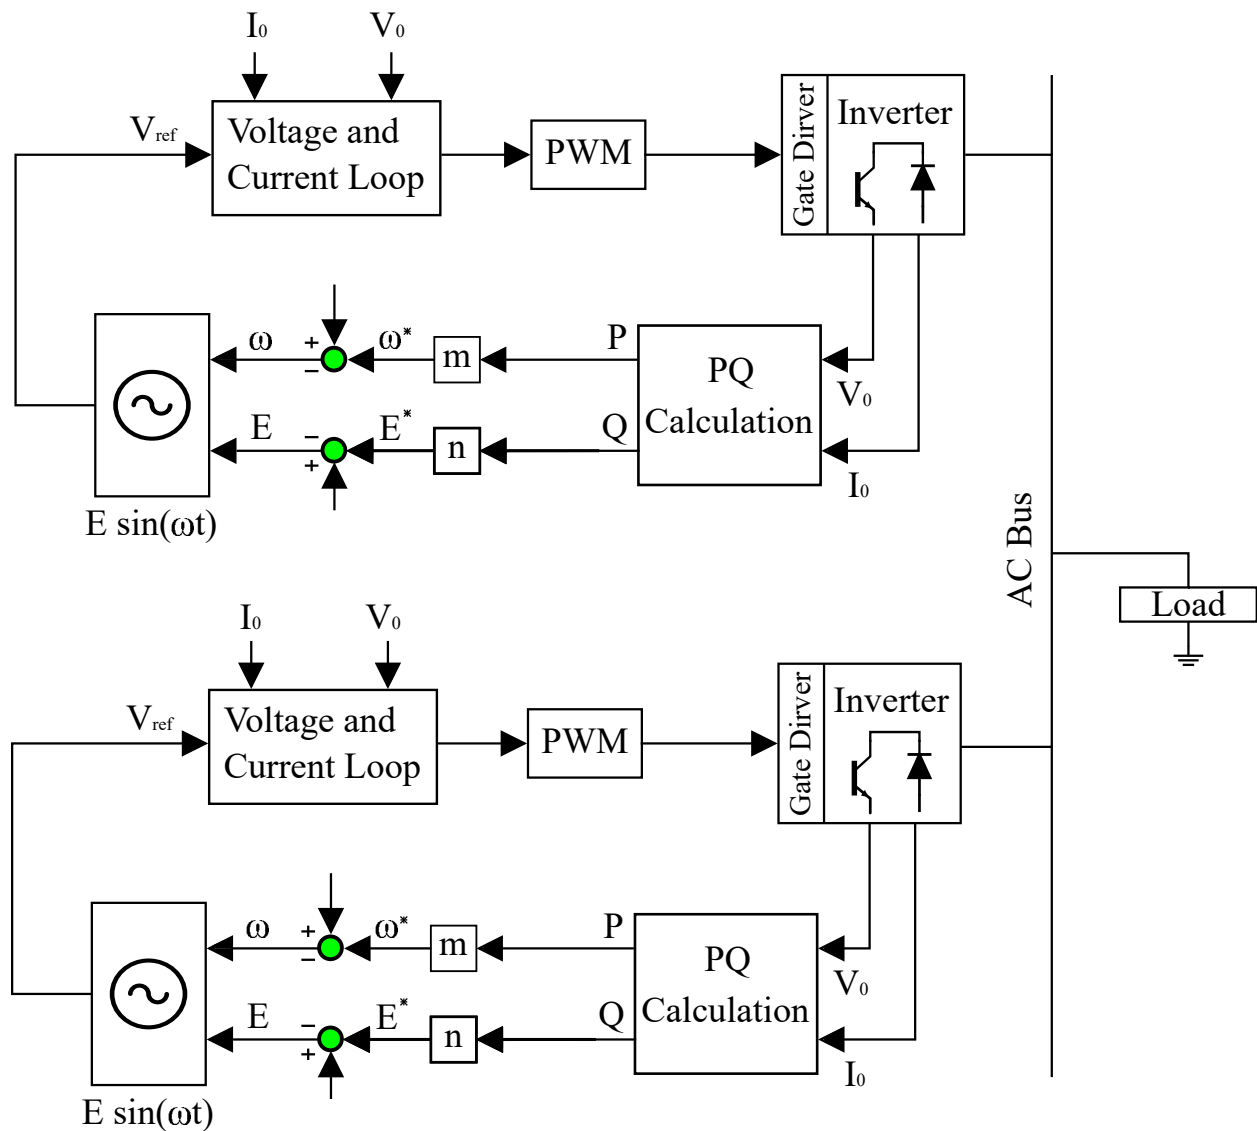 I₀
V₀
Vref
Voltage and
Current Loop
PWM
Gate Dirver
Inverter
ω
+
−
ω*
m
P
PQ
Calculation
V₀
E
−
+
E*
n
Q
I₀
E sin(ωt)
AC Bus
Load
I₀
V₀
Vref
Voltage and
Current Loop
PWM
Gate Dirver
Inverter
ω
+
−
ω*
m
P
PQ
Calculation
V₀
E
−
+
E*
n
Q
I₀
E sin(ωt)